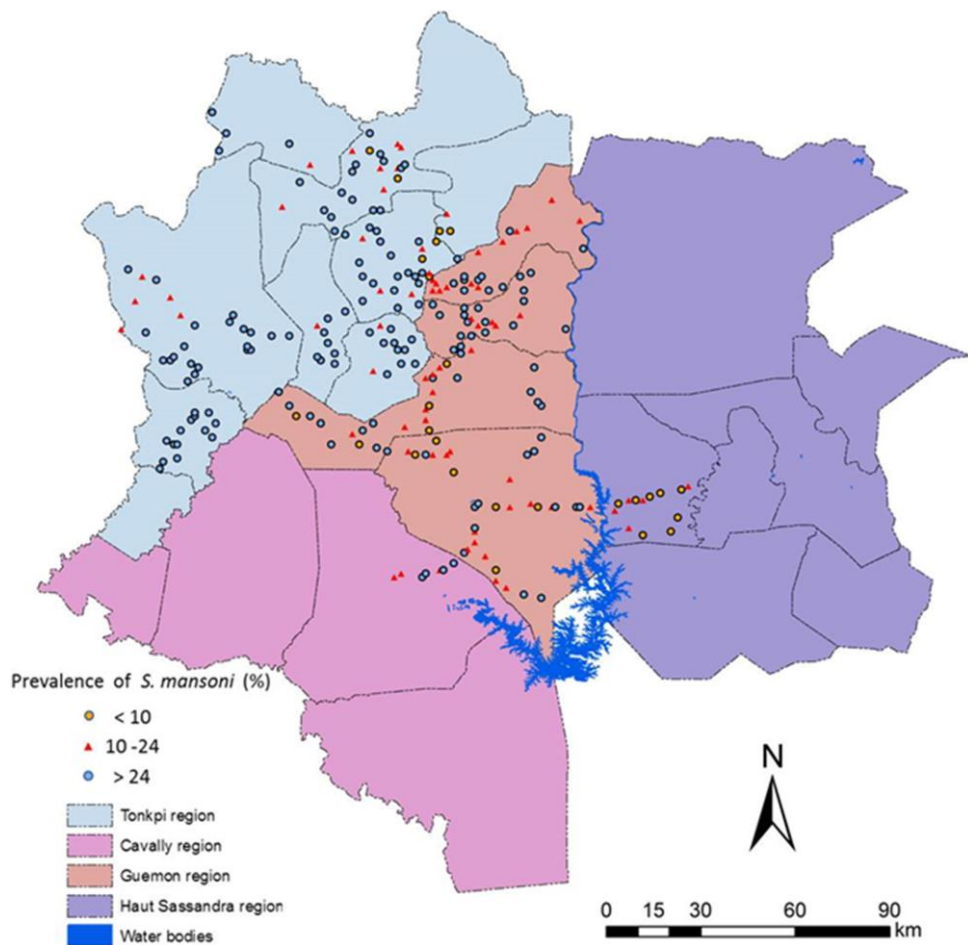 Prevalence of S. mansoni (%)
< 10
10 -24
> 24
Tonkpi region
Cavally region
Guemon region
Haut Sassandra region
Water bodies
N
0 15 30 60 90
km